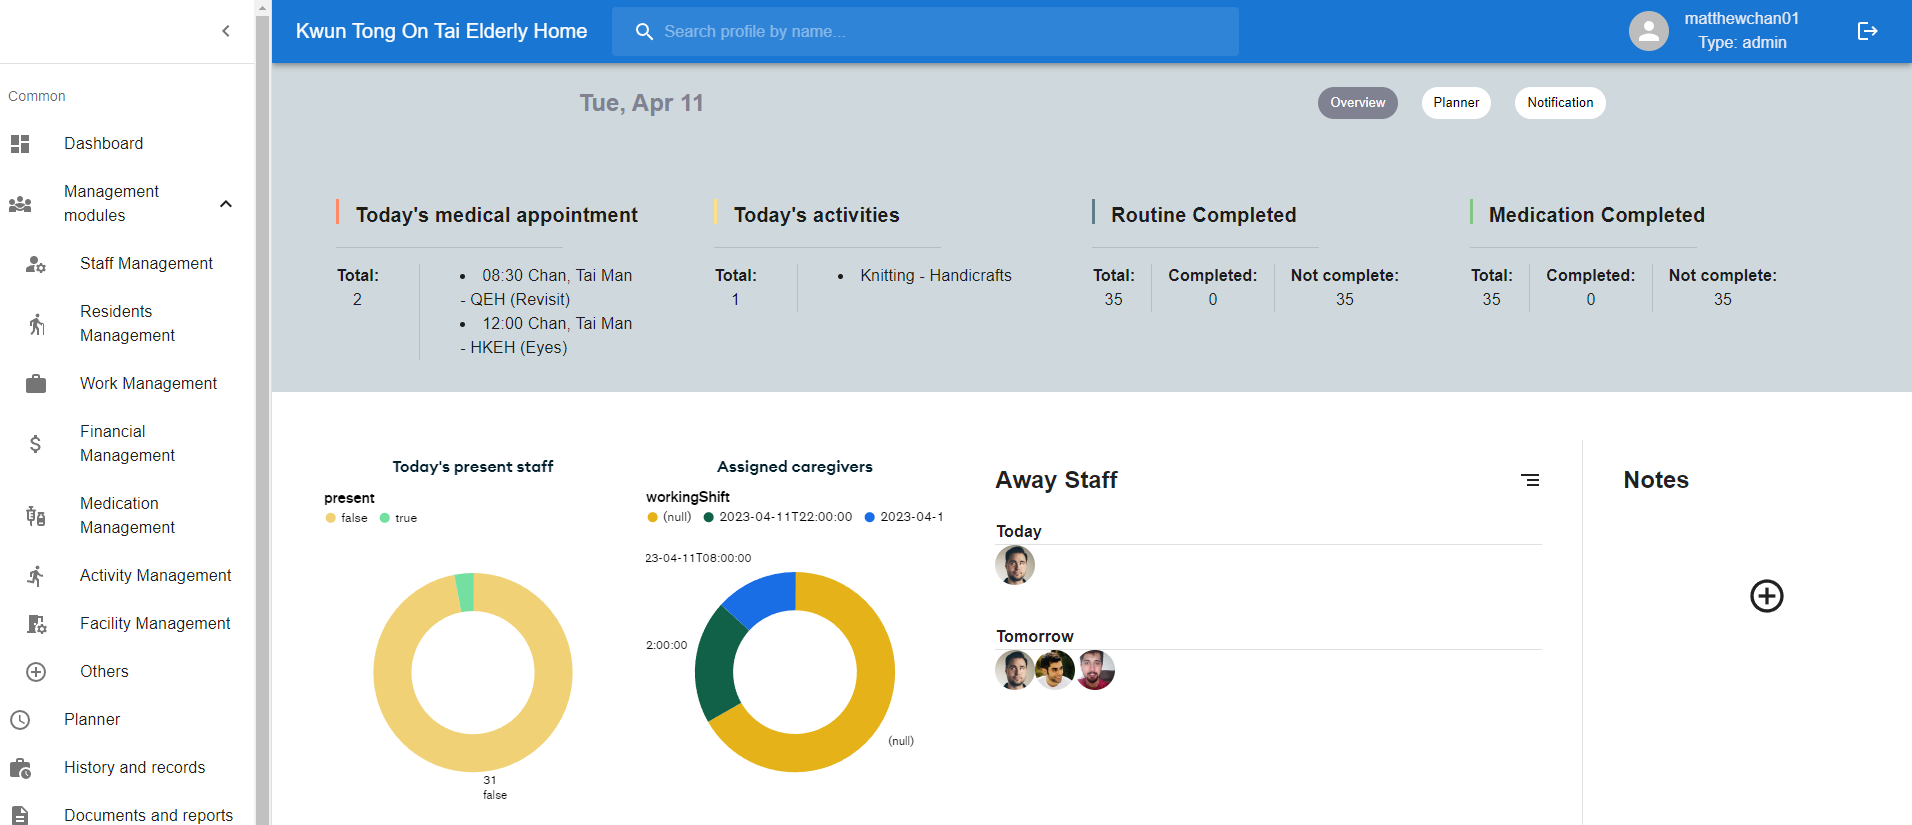 Kwun Tong On Tai Elderly Home
Search profile by name...
matthewchan01
Type: admin
Common
Dashboard
Management
modules
Staff Management
Residents
Management
Work Management
Financial
Management
Medication
Management
Activity Management
Facility Management
Others
Planner
History and records
Documents and reports
Tue, Apr 11
Overview
Planner
Notification
Today's medical appointment
Total:
2
• 08:30 Chan, Tai Man
- QEH (Revisit)
• 12:00 Chan, Tai Man
- HKEH (Eyes)
Today's activities
Total:
1
• Knitting - Handicrafts
Routine Completed
Total: Completed: Not complete:
35 0 35
Medication Completed
Total: Completed: Not complete:
35 0 35
Today's present staff
present
false true
31
false
Assigned caregivers
workingShift
(null) 2023-04-11T22:00:00 2023-04-1
23-04-11T08:00:00
2:00:00
(null)
Away Staff
Today
Tomorrow
Notes